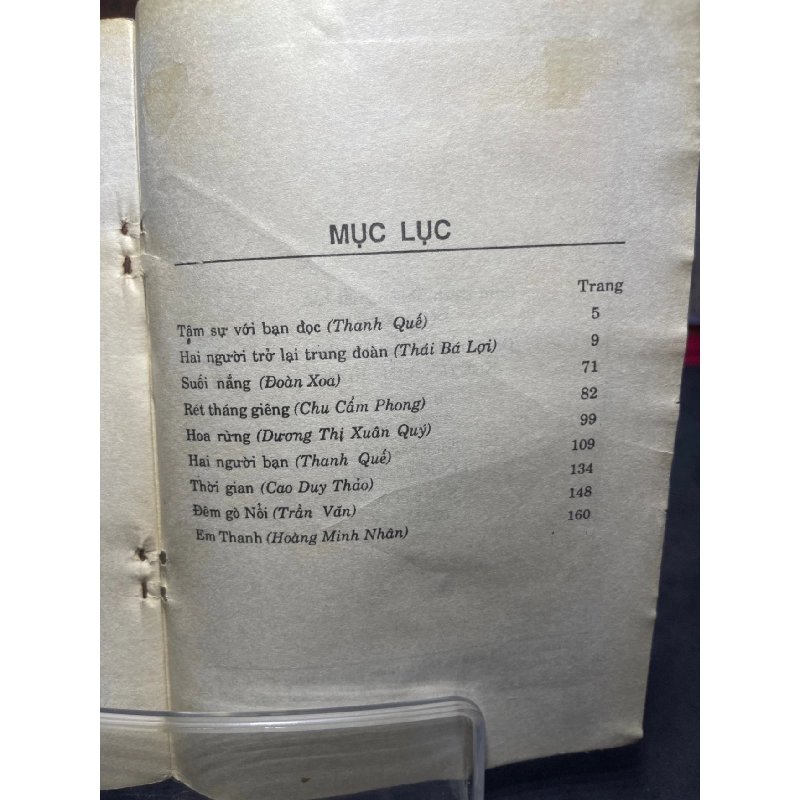 MỤC LỤC
Trang
Tâm sự với bạn đọc (Thanh Quế) 5
Hai người trở lại trung đoàn (Thái Bá Lợi) 9
Suối nắng (Đoàn Xoa) 71
Rét tháng giêng (Chu Cẩm Phong) 82
Hoa rừng (Dương Thị Xuân Quý) 99
Hai người bạn (Thanh Quế) 109
Thời gian (Cao Duy Thảo) 134
Đêm gò Nổi (Trần Văn) 148
Em Thanh (Hoàng Minh Nhân) 160